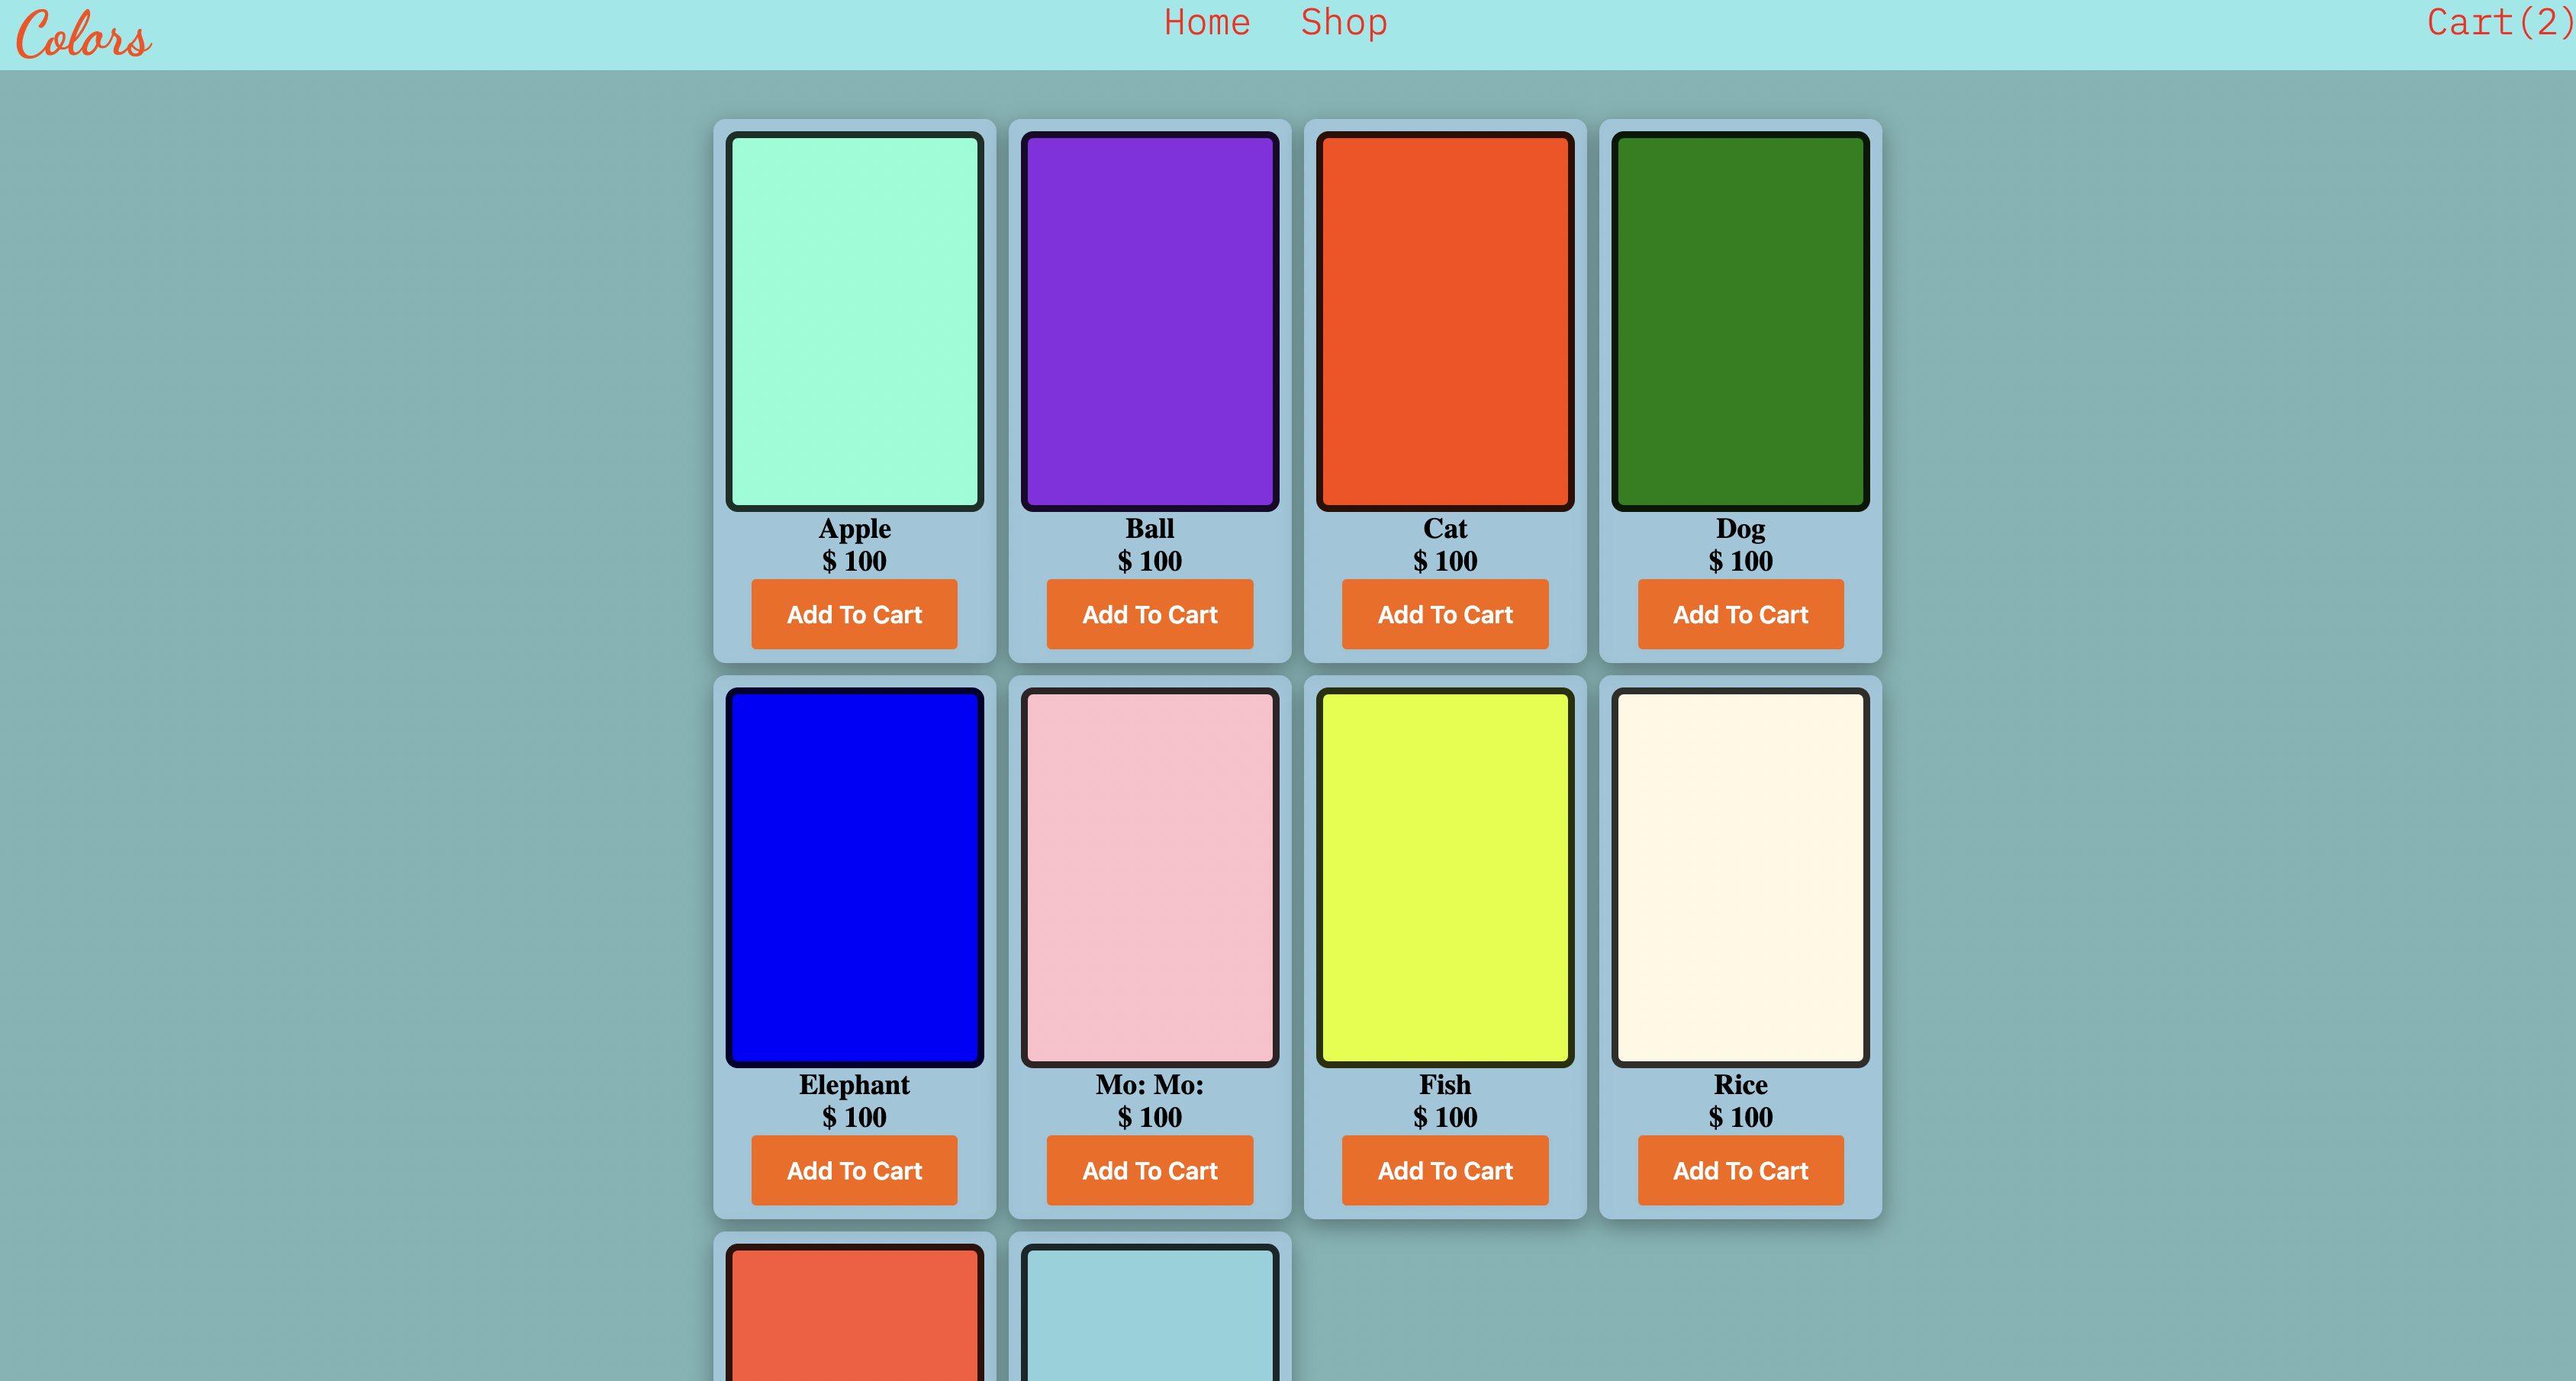 Colors
Home Shop
Cart(2)
Apple
$ 100
Add To Cart
Ball
$ 100
Add To Cart
Cat
$ 100
Add To Cart
Dog
$ 100
Add To Cart
Elephant
$ 100
Add To Cart
Mo: Mo:
$ 100
Add To Cart
Fish
$ 100
Add To Cart
Rice
$ 100
Add To Cart